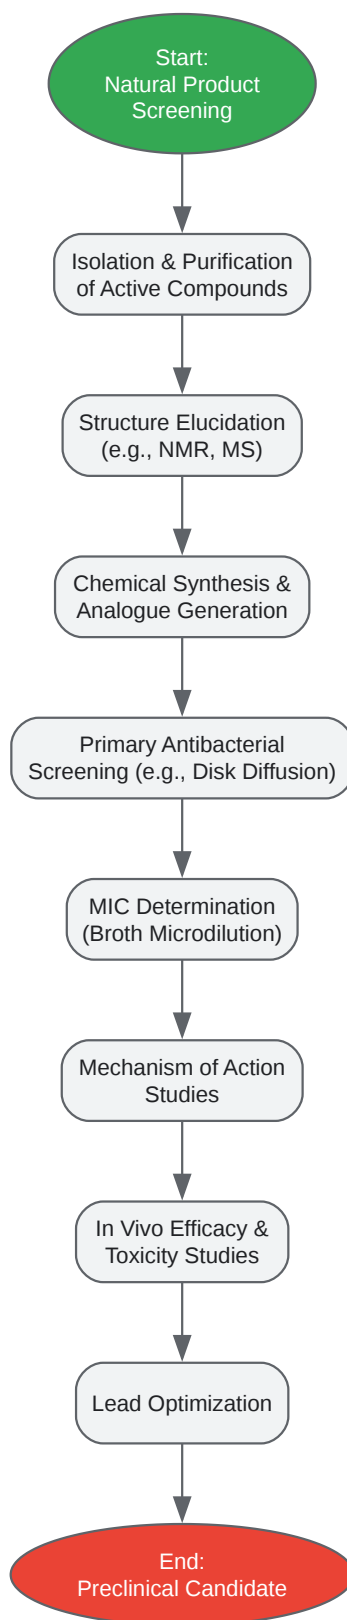 Start:
Natural Product
Screening
Isolation & Purification
of Active Compounds
Structure Elucidation
(e.g., NMR, MS)
Chemical Synthesis &
Analogue Generation
Primary Antibacterial
Screening (e.g., Disk Diffusion)
MIC Determination
(Broth Microdilution)
Mechanism of Action
Studies
In Vivo Efficacy &
Toxicity Studies
Lead Optimization
End:
Preclinical Candidate